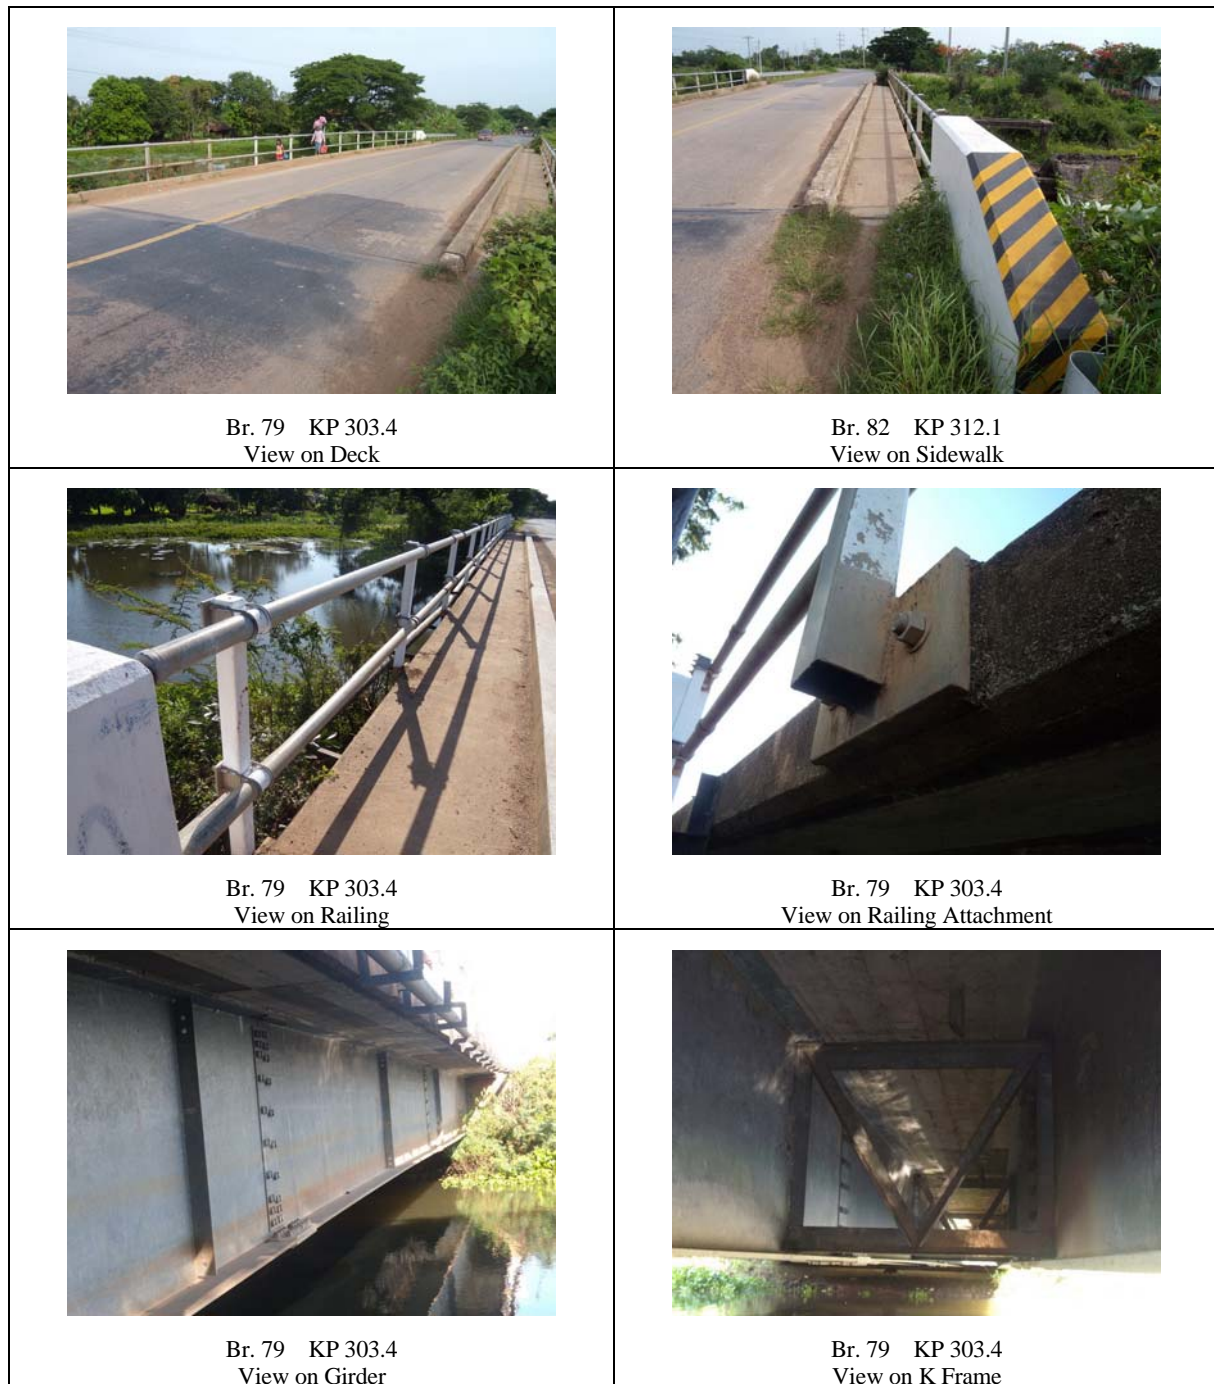 Br. 79 KP 303.4
View on Deck
Br. 82 KP 312.1
View on Sidewalk
Br. 79 KP 303.4
View on Railing
Br. 79 KP 303.4
View on Railing Attachment
Br. 79 KP 303.4
View on Girder
Br. 79 KP 303.4
View on K Frame